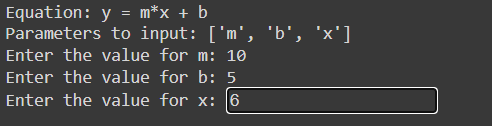 Equation: y = m*x + b
Parameters to input: ['m', 'b', 'x']
Enter the value for m: 10
Enter the value for b: 5
Enter the value for x: 6